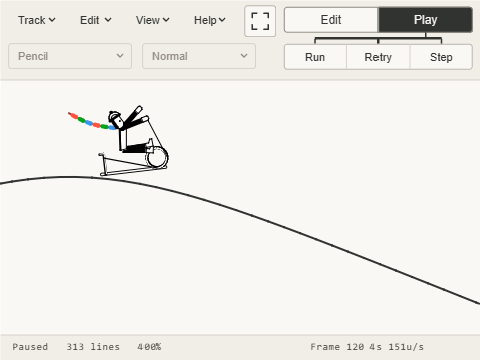 Track Edit View Help Edit Play
Pencil Normal Run Retry Step
Paused 313 lines 400% Frame 120 4s 151u/s